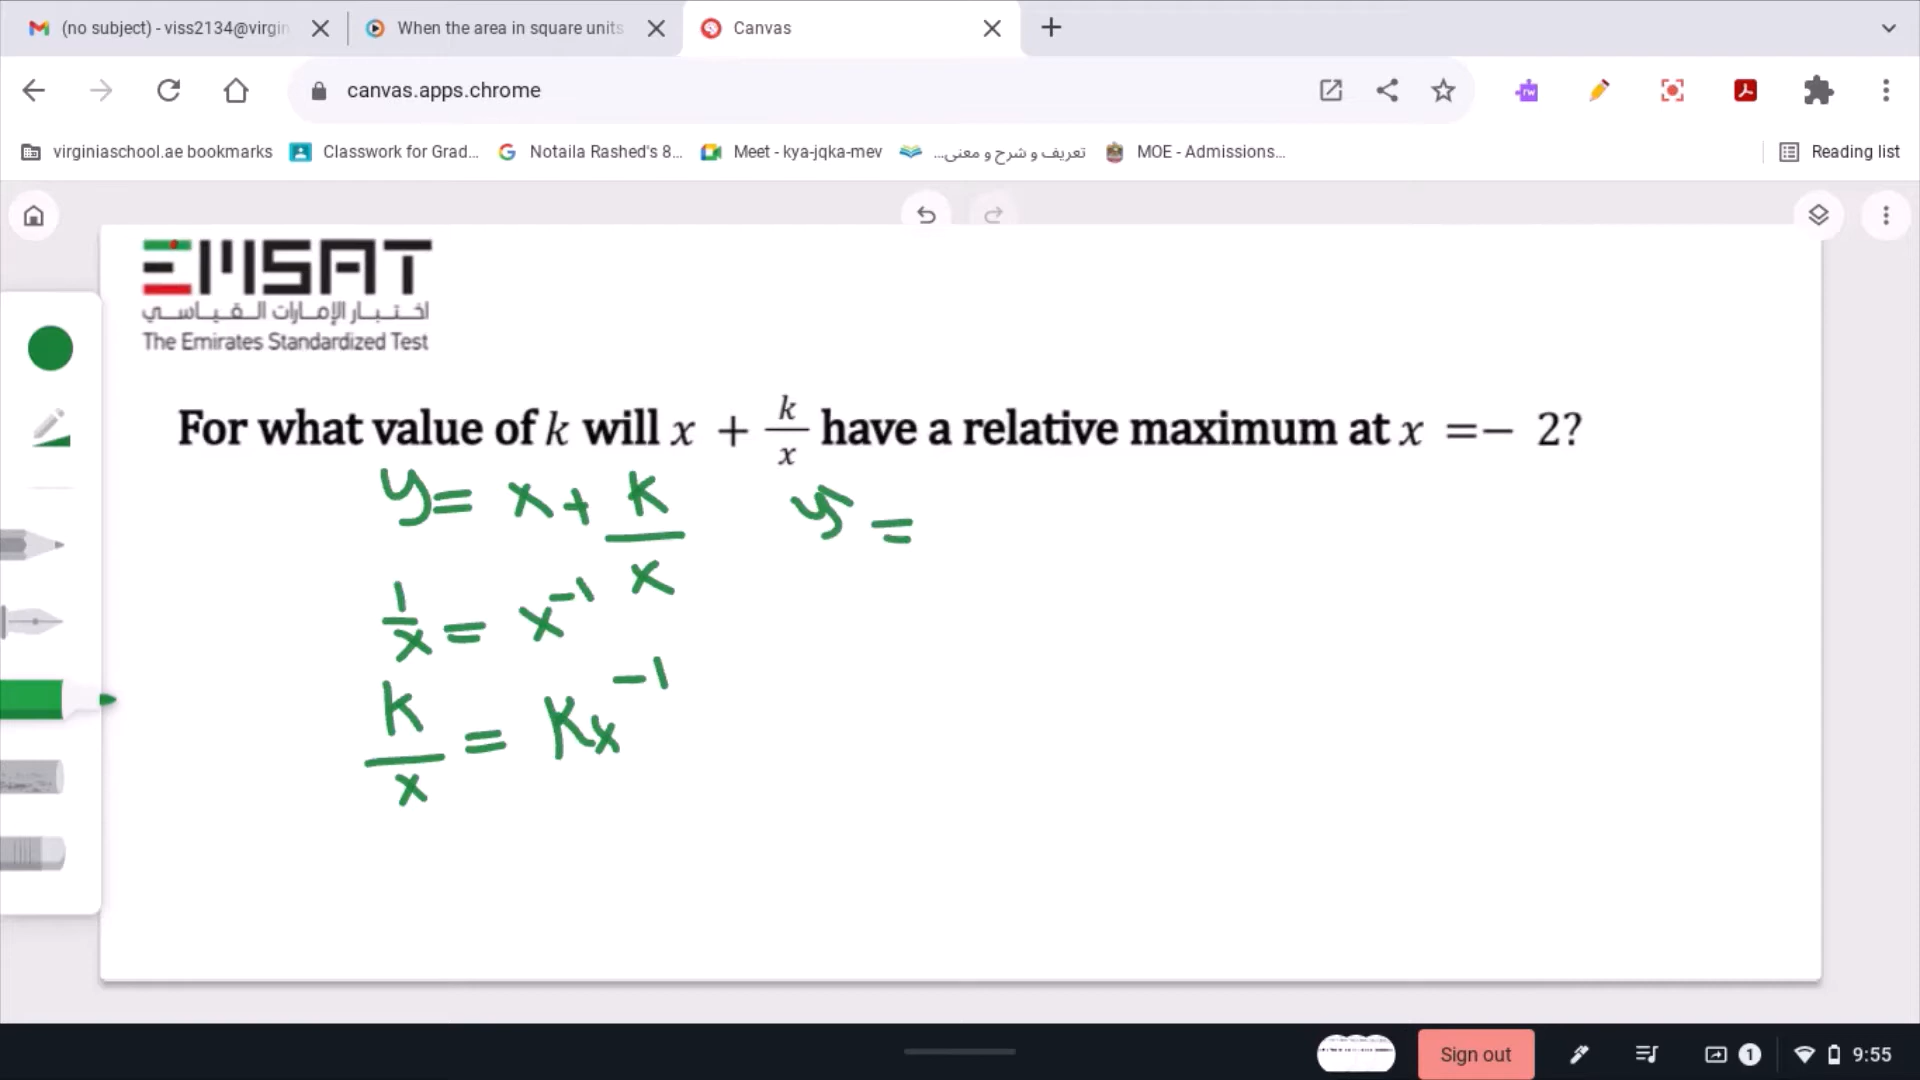 (no subject) - viss2134@virgin
When the area in square units
Canvas
canvas.apps.chrome
virginiaschool.ae bookmarks
Classwork for Grad...
Notaila Rashed's 8...
Meet - kya-jqka-mev
تعريف و شرح و معنى...
MOE - Admissions...
Reading list
EMSAT
اختبار الإمارات القياسي
The Emirates Standardized Test
For what value of k will x + k/x have a relative maximum at x =− 2?
y = x + k/x
y' =
1/x = x^-1
k/x = kx^-1
Sign out
1
9:55